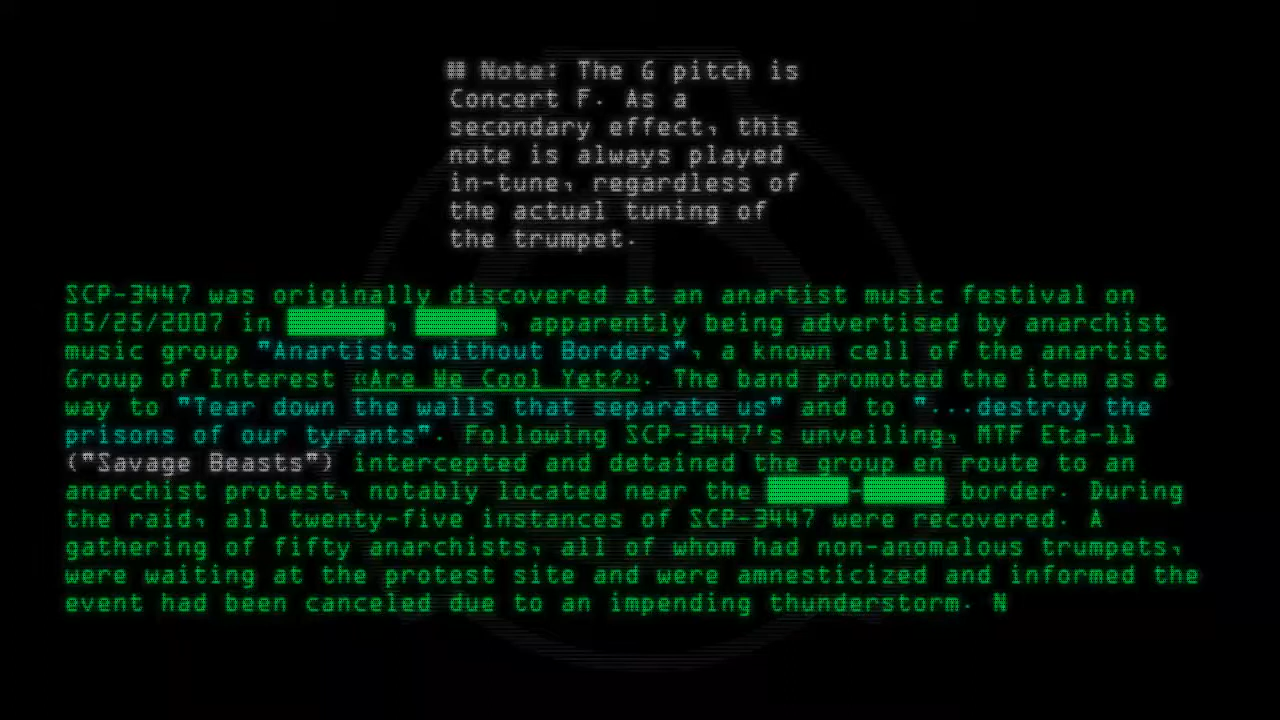 # Note: The G pitch is
Concert F. As a
secondary effect, this
note is always played
in-tune, regardless of
the actual tuning of
the trumpet.
SCP-3447 was originally discovered at an anartist music festival on
05/25/2007 in ██████, █████, apparently being advertised by anarchist
music group "Anartists without Borders", a known cell of the anartist
Group of Interest «Are We Cool Yet?». The band promoted the item as a
way to "Tear down the walls that separate us" and to "...destroy the
prisons of our tyrants". Following SCP-3447's unveiling, MTF Eta-11
("Savage Beasts") intercepted and detained the group en route to an
anarchist protest, notably located near the █████-█████ border. During
the raid, all twenty-five instances of SCP-3447 were recovered. A
gathering of fifty anarchists, all of whom had non-anomalous trumpets,
were waiting at the protest site and were amnesticized and informed the
event had been canceled due to an impending thunderstorm. N